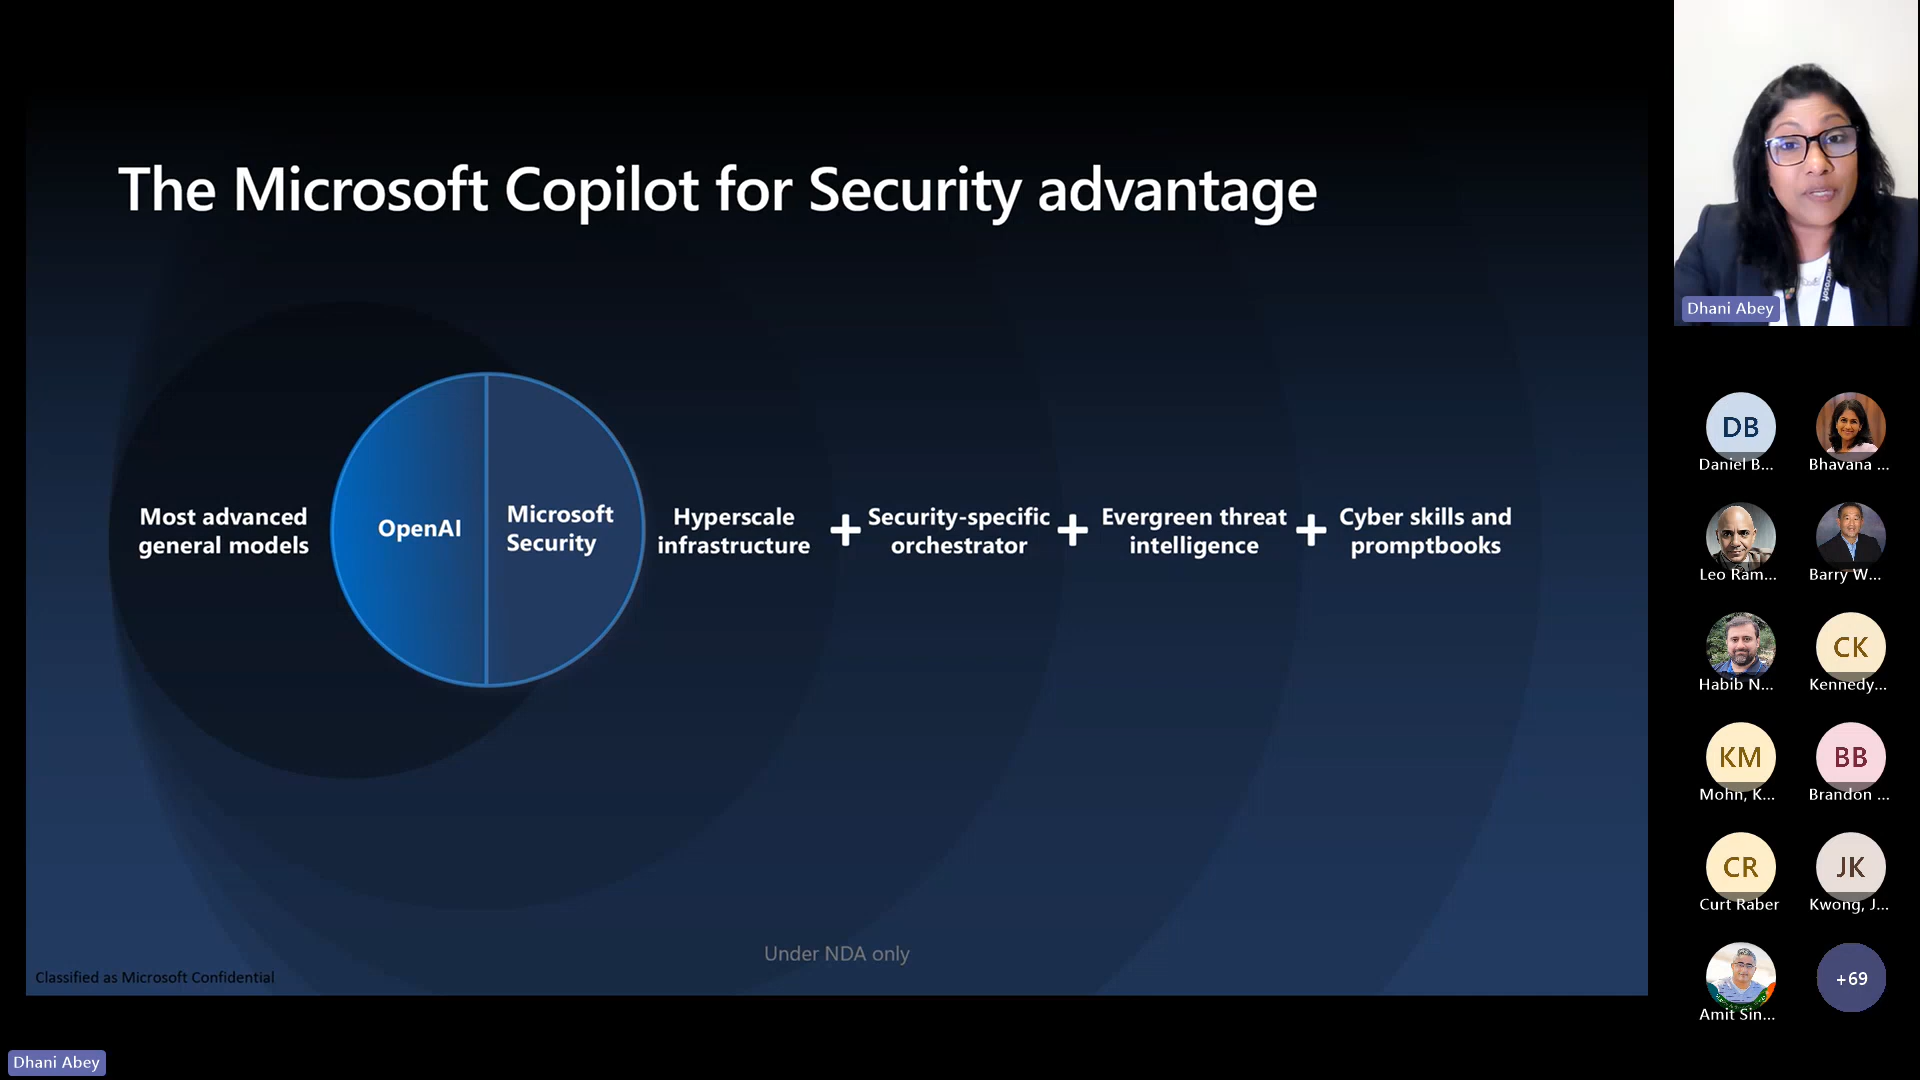 The Microsoft Copilot for Security advantage
Most advanced
general models
OpenAI
Microsoft
Security
Hyperscale
infrastructure
+
Security-specific
orchestrator
+
Evergreen threat
intelligence
+
Cyber skills and
promptbooks
Under NDA only
Classified as Microsoft Confidential
Dhani Abey
Microsoft
Dhani Abey
DB
Daniel B...
Bhavana ...
Leo Ram...
Barry W...
Habib N...
CK
Kennedy...
KM
Mohn, K...
BB
Brandon ...
CR
Curt Raber
JK
Kwong, J...
Amit Sin...
+69